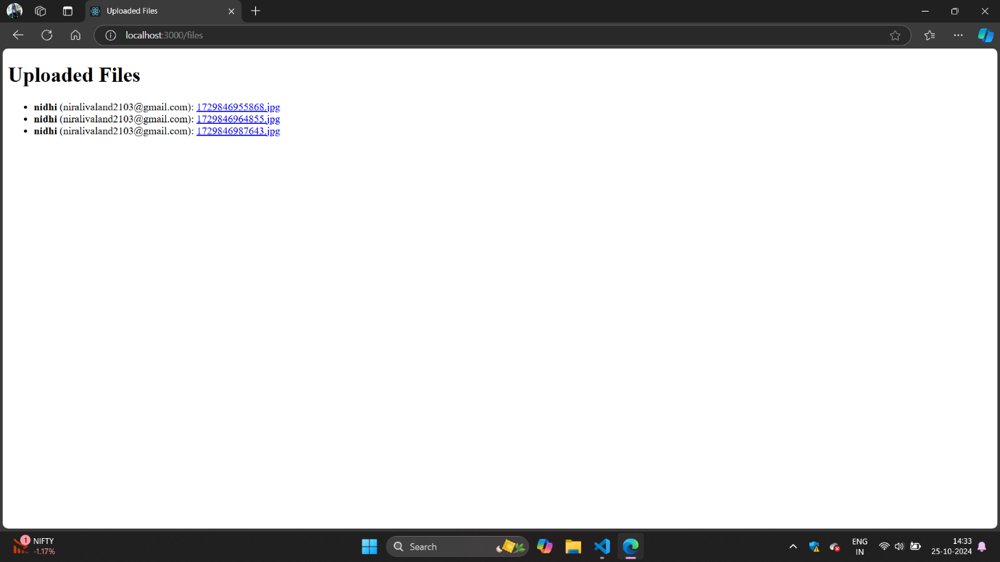 Uploaded Files
localhost:3000/files
Uploaded Files
nidhi (niralivaland2103@gmail.com): 1729846955868.jpg
nidhi (niralivaland2103@gmail.com): 1729846964855.jpg
nidhi (niralivaland2103@gmail.com): 1729846987643.jpg
1
NIFTY
-1.17%
Search
ENG
IN
14:33
25-10-2024